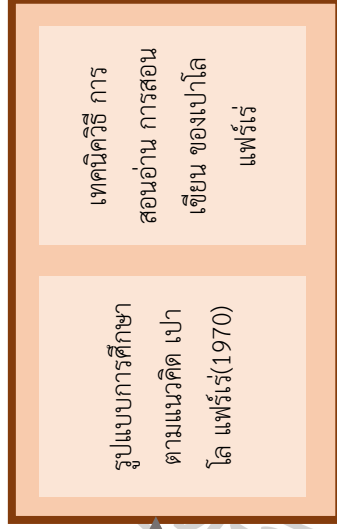 รูปแบบการศึกษา
ตามแนวคิด เปา
โล แฟร์เร่(1970)
เทคนิควิธี การ
สอนอ่าน การสอน
เขียน ของเปาโล
แฟร์เร่